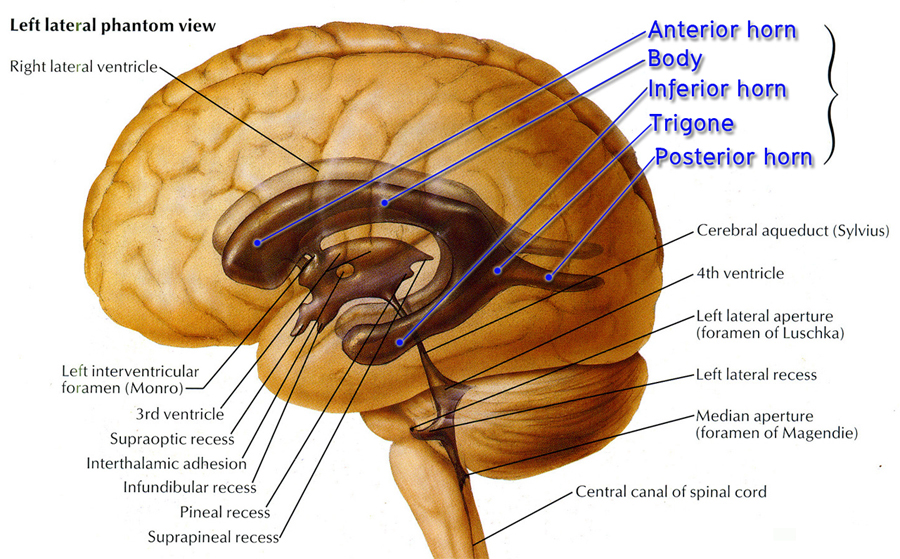 Left lateral phantom view
Right lateral ventricle
Anterior horn
Body
Inferior horn
Trigone
Posterior horn
Cerebral aqueduct (Sylvius)
4th ventricle
Left lateral aperture
(foramen of Luschka)
Left lateral recess
Median aperture
(foramen of Magendie)
Central canal of spinal cord
Left interventricular
foramen (Monro)
3rd ventricle
Supraoptic recess
Interthalamic adhesion
Infundibular recess
Pineal recess
Suprapineal recess